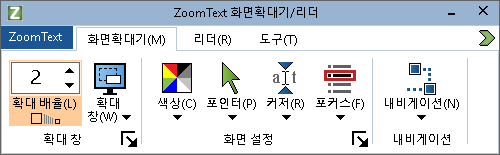 ZoomText 화면확대기/리더
ZoomText 화면확대기(M) 리더(R) 도구(T)
2
확대 배율(L) 확대 창(W) 색상(C) 포인터(P) 커저(R) 포커스(F) 내비게이션(N)
확대 창 화면 설정 내비게이션